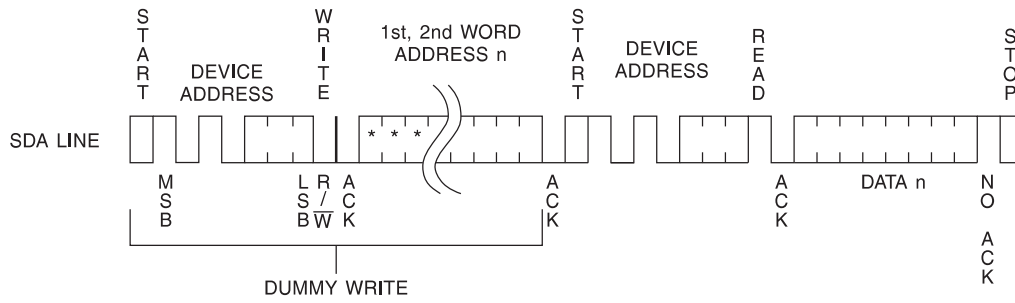 START
WRITE
1st, 2nd WORD
ADDRESS n
START
DEVICE
ADDRESS
READ
STOP
DEVICE
ADDRESS
SDA LINE
* * *
MSB
LSB
R/W
ACK
ACK
ACK
DATA n
NO ACK
DUMMY WRITE